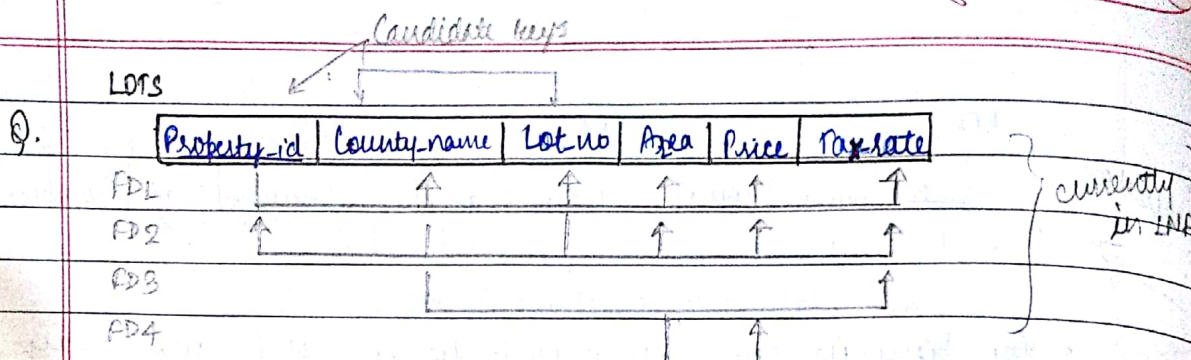 Candidate keys
LOTS
Q.
Property_id County_name Lot_no Area Price Tax_rate
FD1
FD2
FD3
FD4
currently
in 1NF